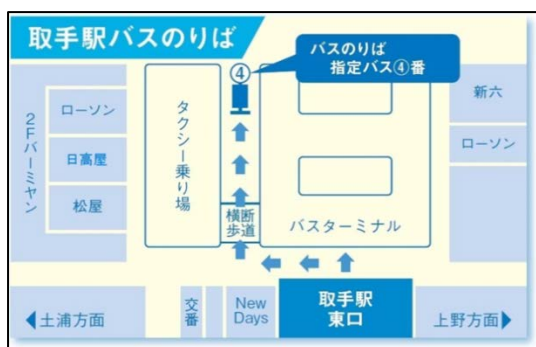 取手駅バスのりば
バスのりば
指定バス④番
④
2Fバーミヤン
ローソン
日高屋
松屋
タクシー乗り場
横断
歩道
バスターミナル
新六
ローソン
土浦方面
交番
New
Days
取手駅
東口
上野方面